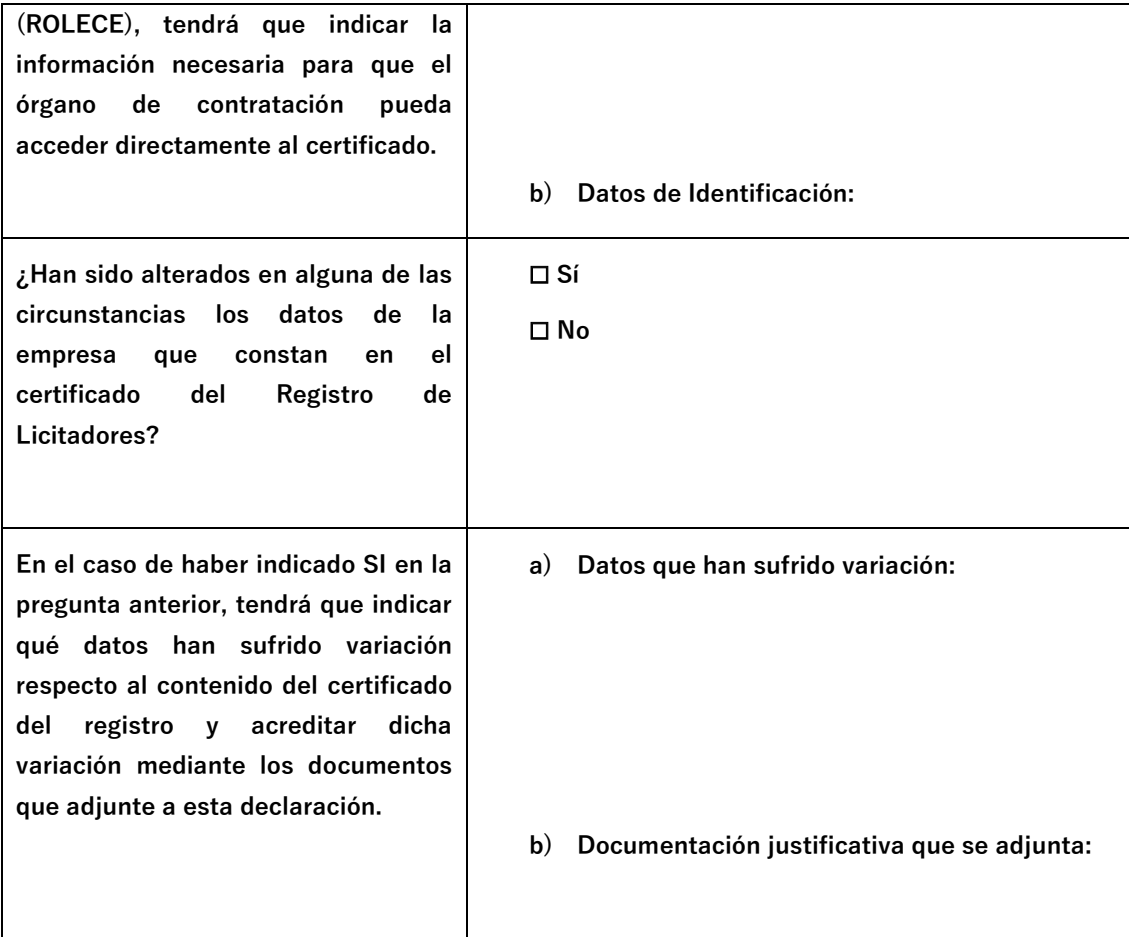 (ROLECE), tendrá que indicar la
información necesaria para que el
órgano de contratación pueda
acceder directamente al certificado.
b) Datos de Identificación:
¿Han sido alterados en alguna de las
circunstancias los datos de la
empresa que constan en el
certificado del Registro de
Licitadores?
☐ Sí
☐ No
En el caso de haber indicado SI en la
pregunta anterior, tendrá que indicar
qué datos han sufrido variación
respecto al contenido del certificado
del registro y acreditar dicha
variación mediante los documentos
que adjunte a esta declaración.
a) Datos que han sufrido variación:
b) Documentación justificativa que se adjunta: